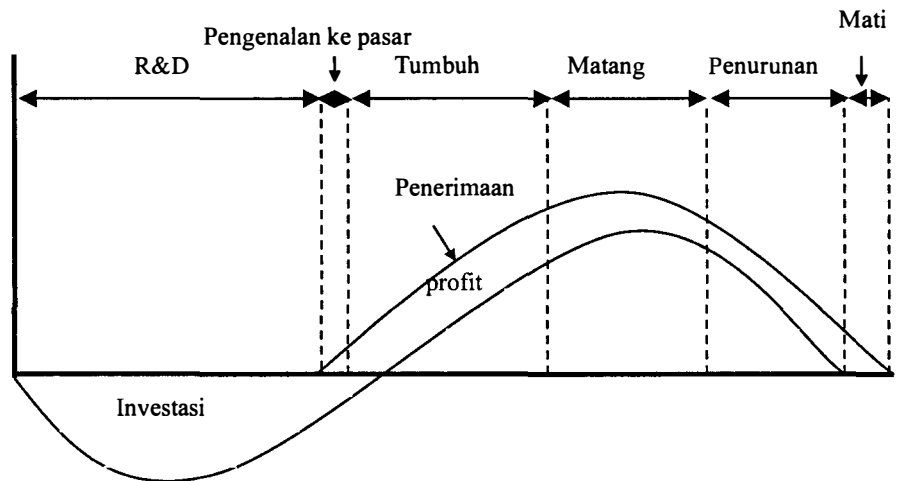 Mati
Pengenalan ke pasar
R&D
Tumbuh
Matang
Penurunan
Penerimaan
profit
Investasi